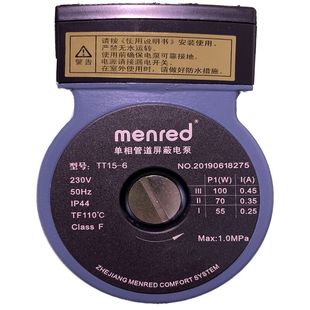 请按《使用说明书》安装使用。
严禁无水运转。
使用前确保电泵可靠接地。
电源请接漏电开关。
在室外使用时，请做好防水措施。
警告
menred
单相管道屏蔽电泵
型号: TT15-6 NO.20190618275
230V
50Hz
IP44
TF110℃
Class F
P1(W) I(A)
III 100 0.45
II 70 0.35
I 55 0.25
Max:1.0MPa
ZHEJIANG MENRED COMFORT SYSTEM